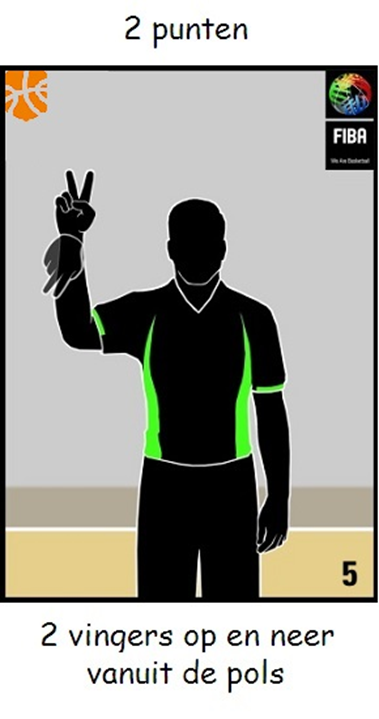 2 punten
FIBA
We Are Basketball
5
2 vingers op en neer
vanuit de pols